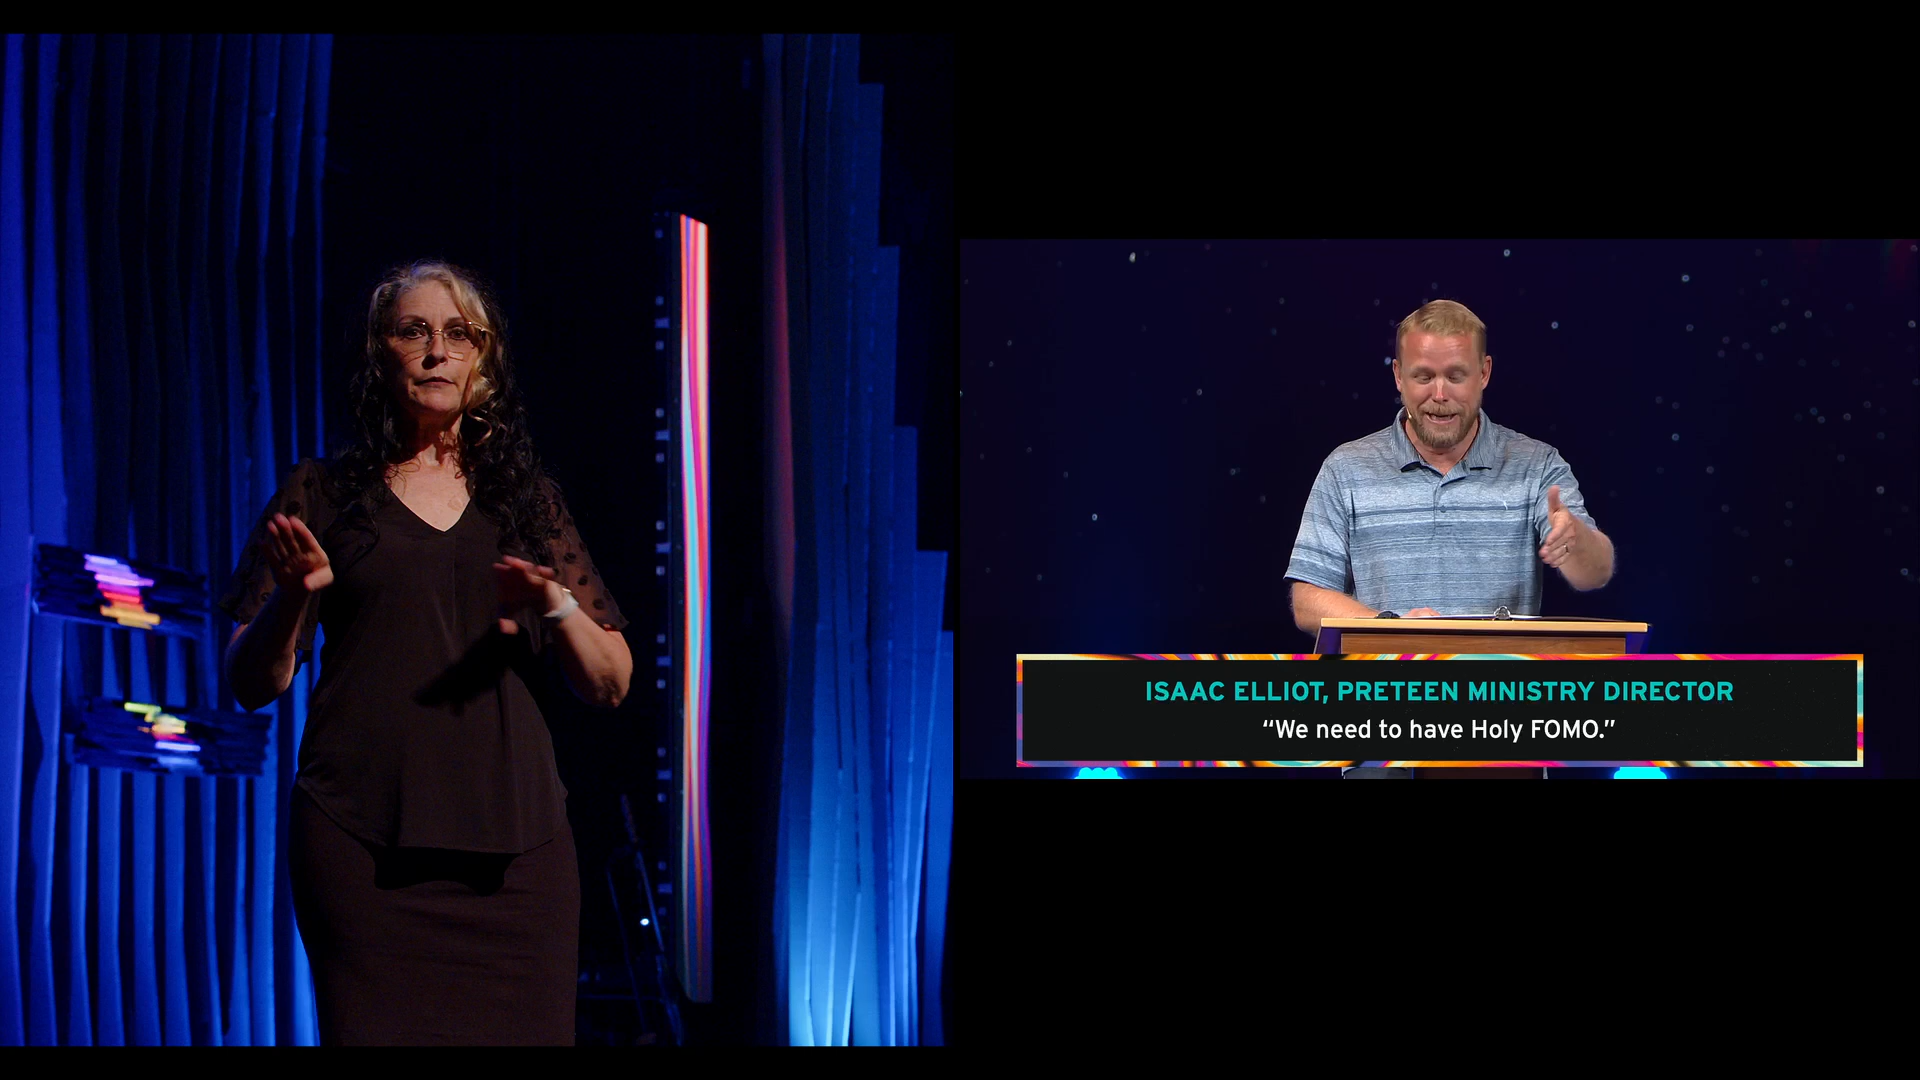 ISAAC ELLIOT, PRETEEN MINISTRY DIRECTOR
“We need to have Holy FOMO.”